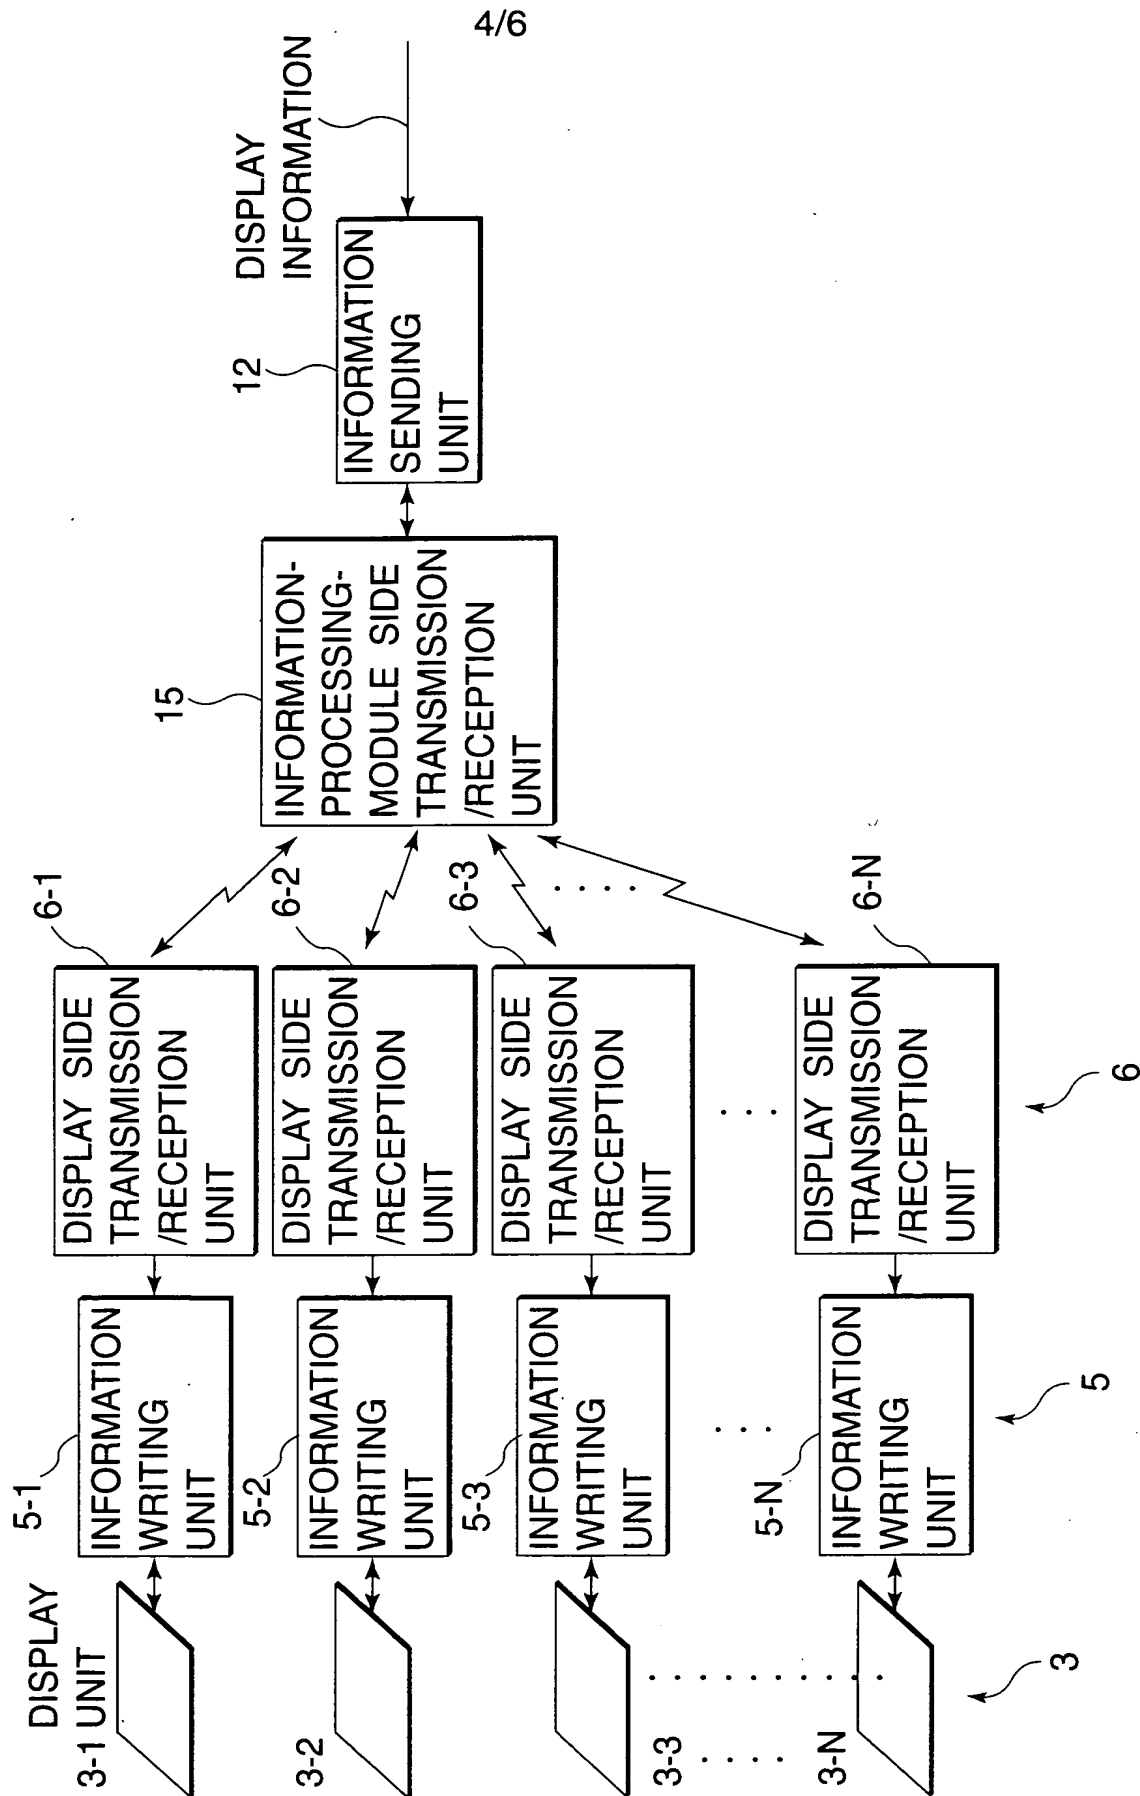 4/6
DISPLAY
INFORMATION
12
INFORMATION
SENDING
UNIT
15
INFORMATION-
PROCESSING-
MODULE SIDE
TRANSMISSION
/RECEPTION
UNIT
6-1
6-2
6-3
6-N
DISPLAY SIDE
TRANSMISSION
/RECEPTION
UNIT
DISPLAY SIDE
TRANSMISSION
/RECEPTION
UNIT
DISPLAY SIDE
TRANSMISSION
/RECEPTION
UNIT
DISPLAY SIDE
TRANSMISSION
/RECEPTION
UNIT
6
5-1
INFORMATION
WRITING
UNIT
5-2
INFORMATION
WRITING
UNIT
5-3
INFORMATION
WRITING
UNIT
5-N
INFORMATION
WRITING
UNIT
5
DISPLAY
UNIT
3-1
3-2
3-3
3-N
3